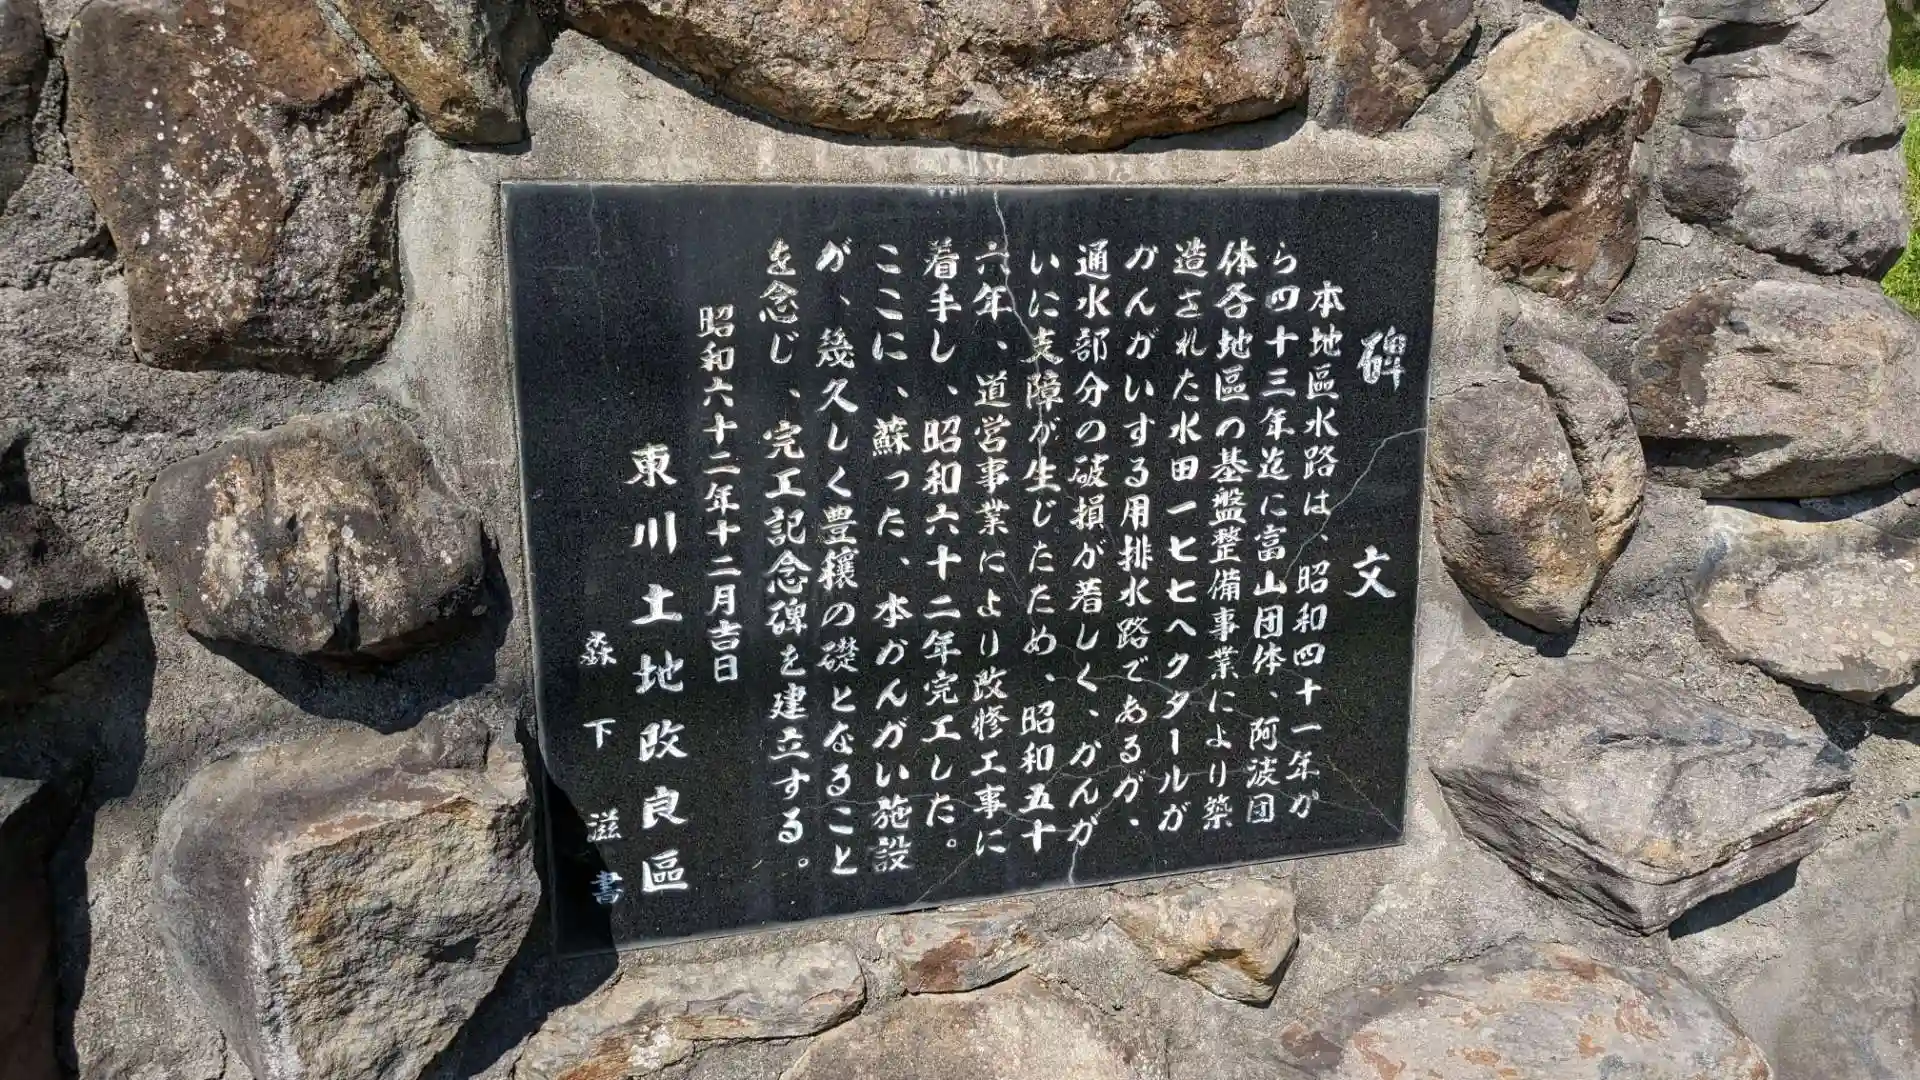 碑文
本地區水路は、昭和四十一年か
ら四十三年迄に富山団体、阿波団
体各地區の基盤整備事業により築
造された水田一七七ヘクタールが
かんがいする用排水路であるが、
通水部分の破損が着しく、かんが
いに支障が生じたため、昭和五十
六年、道営事業により改修工事に
着手し、昭和六十二年完工した。
ここに、蘇った、本かんがい施設
が、幾久しく豊穰の礎となること
を念じ、完工記念碑を建立する。
昭和六十二年十二月吉日
東川土地改良區
森下滋書